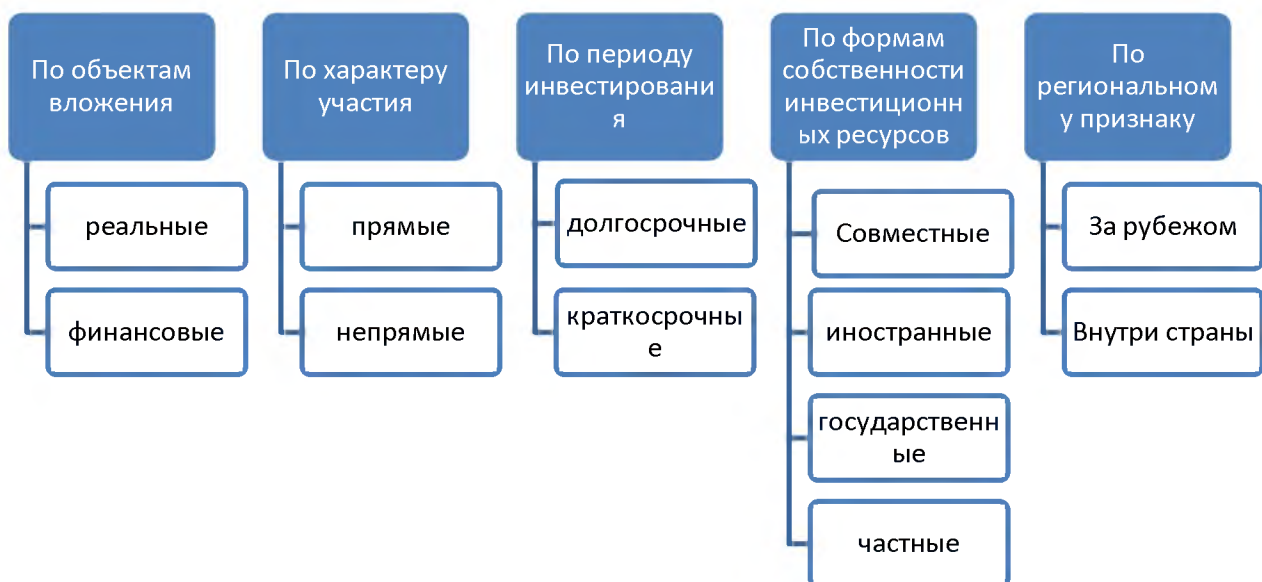 По объектам
вложения
реальные
финансовые
По характеру
участия
прямые
непрямые
По периоду
инвестировани
я
долгосрочные
краткосрочны
е
По формам
собственности
инвестиционн
ых ресурсов
Совместные
иностранные
государственн
ые
частные
По
региональном
у признаку
За рубежом
Внутри страны